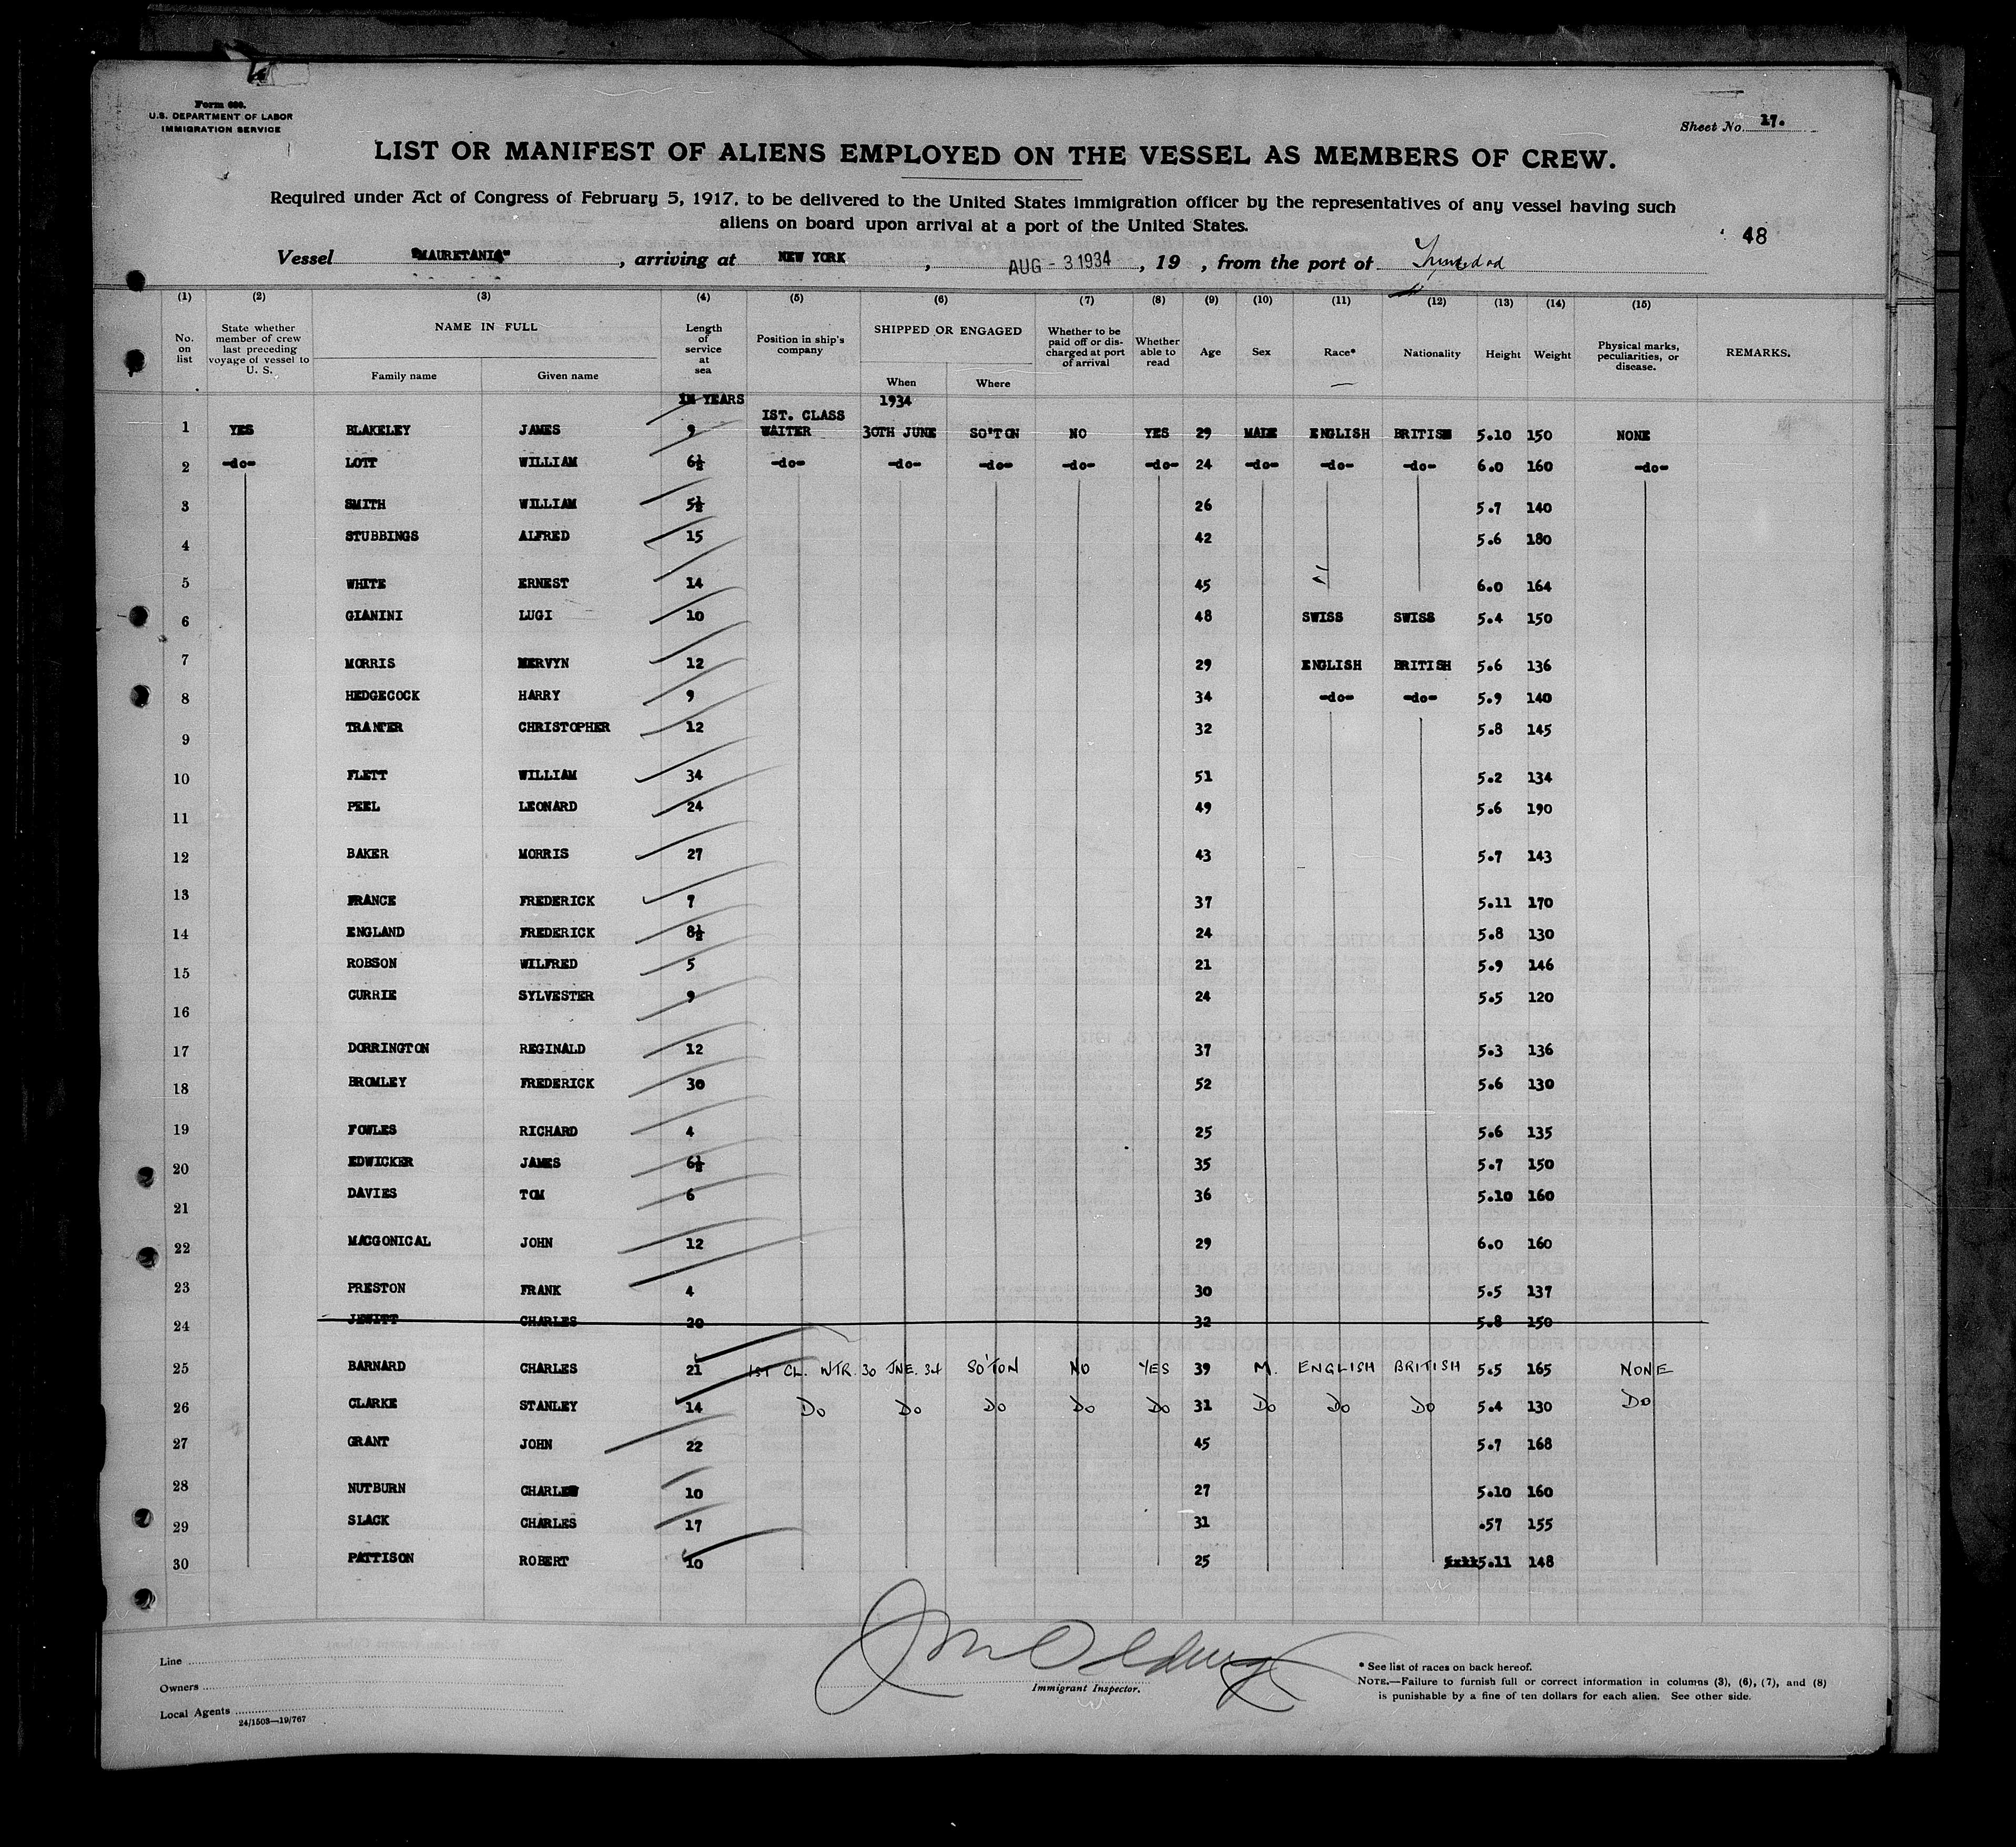 Form 689.
U.S. DEPARTMENT OF LABOR
IMMIGRATION SERVICE
Sheet No. 17.
LIST OR MANIFEST OF ALIENS EMPLOYED ON THE VESSEL AS MEMBERS OF CREW.
Required under Act of Congress of February 5, 1917, to be delivered to the United States immigration officer by the representatives of any vessel having such
aliens on board upon arrival at a port of the United States.
48
Vessel "MAURETANIA", arriving at NEW YORK, AUG - 3 1934, 19 , from the port of Trinidad
(1) (2) (3) (4) (5) (6) (7) (8) (9) (10) (11) (12) (13) (14) (15)
No. on list
State whether member of crew last preceding voyage of vessel to U. S.
NAME IN FULL
Family name
Given name
Length of service at sea
Position in ship's company
SHIPPED OR ENGAGED
When
Where
Whether to be paid off or discharged at port of arrival
Whether able to read
Age
Sex
Race*
Nationality
Height
Weight
Physical marks, peculiarities, or disease.
REMARKS.
IN YEARS 1934
1 YES BLAKELEY JAMES 9 IST. CLASS WAITER 30TH JUNE SO'TON NO YES 29 MALE ENGLISH BRITISH 5.10 150 NONE
2 -do- LOTT WILLIAM 6½ -do- -do- -do- -do- -do- 24 -do- -do- -do- 6.0 160 -do-
3 SMITH WILLIAM 5½ 26 5.7 140
4 STUBBINGS ALFRED 15 42 5.6 180
5 WHITE ERNEST 14 45 6.0 164
6 GIANINI LUGI 10 48 SWISS SWISS 5.4 150
7 MORRIS MERVYN 12 29 ENGLISH BRITISH 5.6 136
8 HEDGECOCK HARRY 9 34 -do- -do- 5.9 140
9 TRANTER CHRISTOPHER 12 32 5.8 145
10 FLETT WILLIAM 34 51 5.2 134
11 PEEL LEONARD 24 49 5.6 190
12 BAKER MORRIS 27 43 5.7 143
13 FRANCE FREDERICK 7 37 5.11 170
14 ENGLAND FREDERICK 8½ 24 5.8 130
15 ROBSON WILFRED 5 21 5.9 146
16 CURRIE SYLVESTER 9 24 5.5 120
17 DORRINGTON REGINALD 12 37 5.3 136
18 BROMLEY FREDERICK 30 52 5.6 130
19 FOWLES RICHARD 4 25 5.6 135
20 EDWICKER JAMES 6½ 35 5.7 150
21 DAVIES TOM 6 36 5.10 160
22 MACGONICAL JOHN 12 29 6.0 160
23 PRESTON FRANK 4 30 5.5 137
24 JEWITT CHARLES 20 32 5.8 150
25 BARNARD CHARLES 21 1ST CL. WTR. 30 JNE. 34 SO'TON NO YES 39 M. ENGLISH BRITISH 5.5 165 NONE
26 CLARKE STANLEY 14 DO DO DO DO DO 31 DO DO DO 5.4 130 DO
27 GRANT JOHN 22 45 5.7 168
28 NUTBURN CHARLES 10 27 5.10 160
29 SLACK CHARLES 17 31 .57 155
30 PATTISON ROBERT 10 25 5.11 148
Line
Owners
Local Agents
24/1503—19/767
Immigrant Inspector.
* See list of races on back hereof.
NOTE.—Failure to furnish full or correct information in columns (3), (6), (7), and (8)
is punishable by a fine of ten dollars for each alien. See other side.